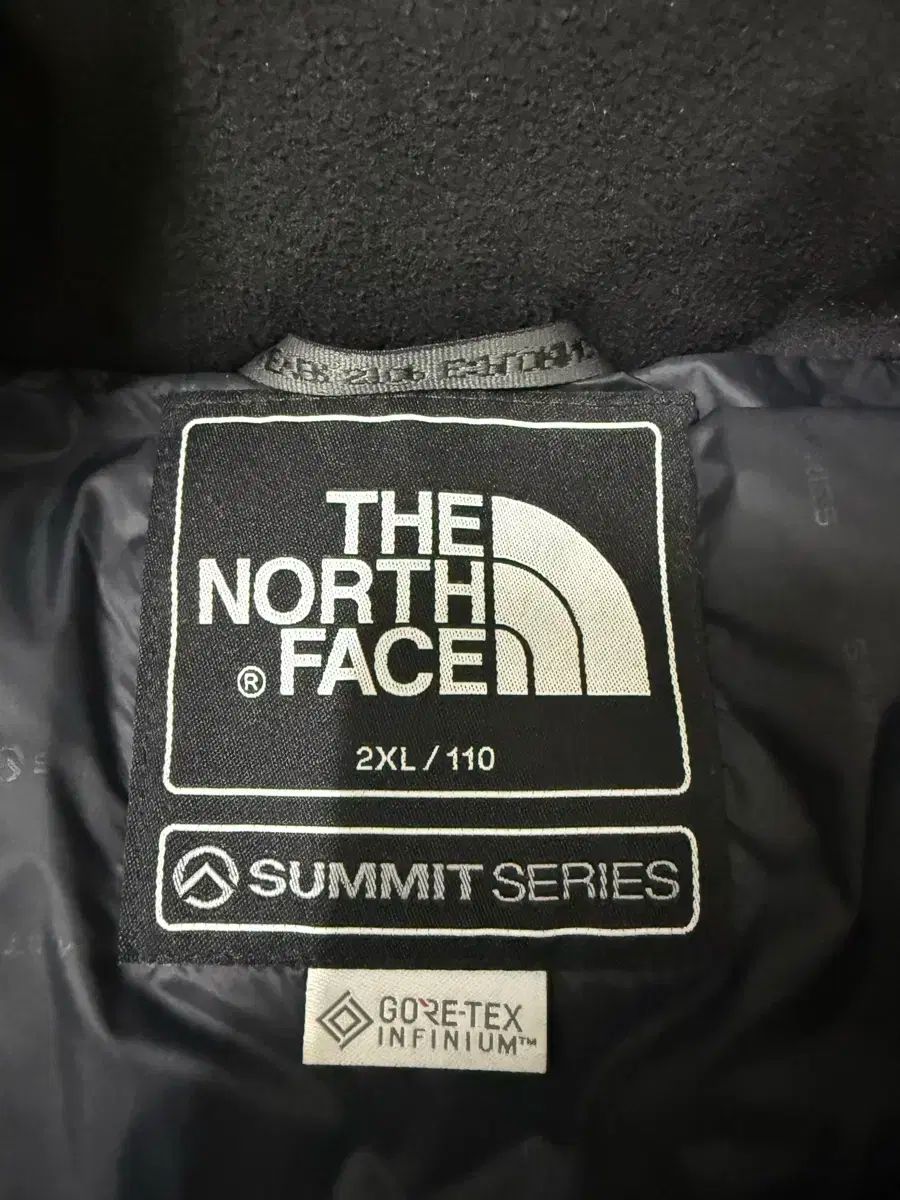 THE
NORTH
® FACE
2XL / 110
SUMMIT SERIES
GORE-TEX
INFINIUM™